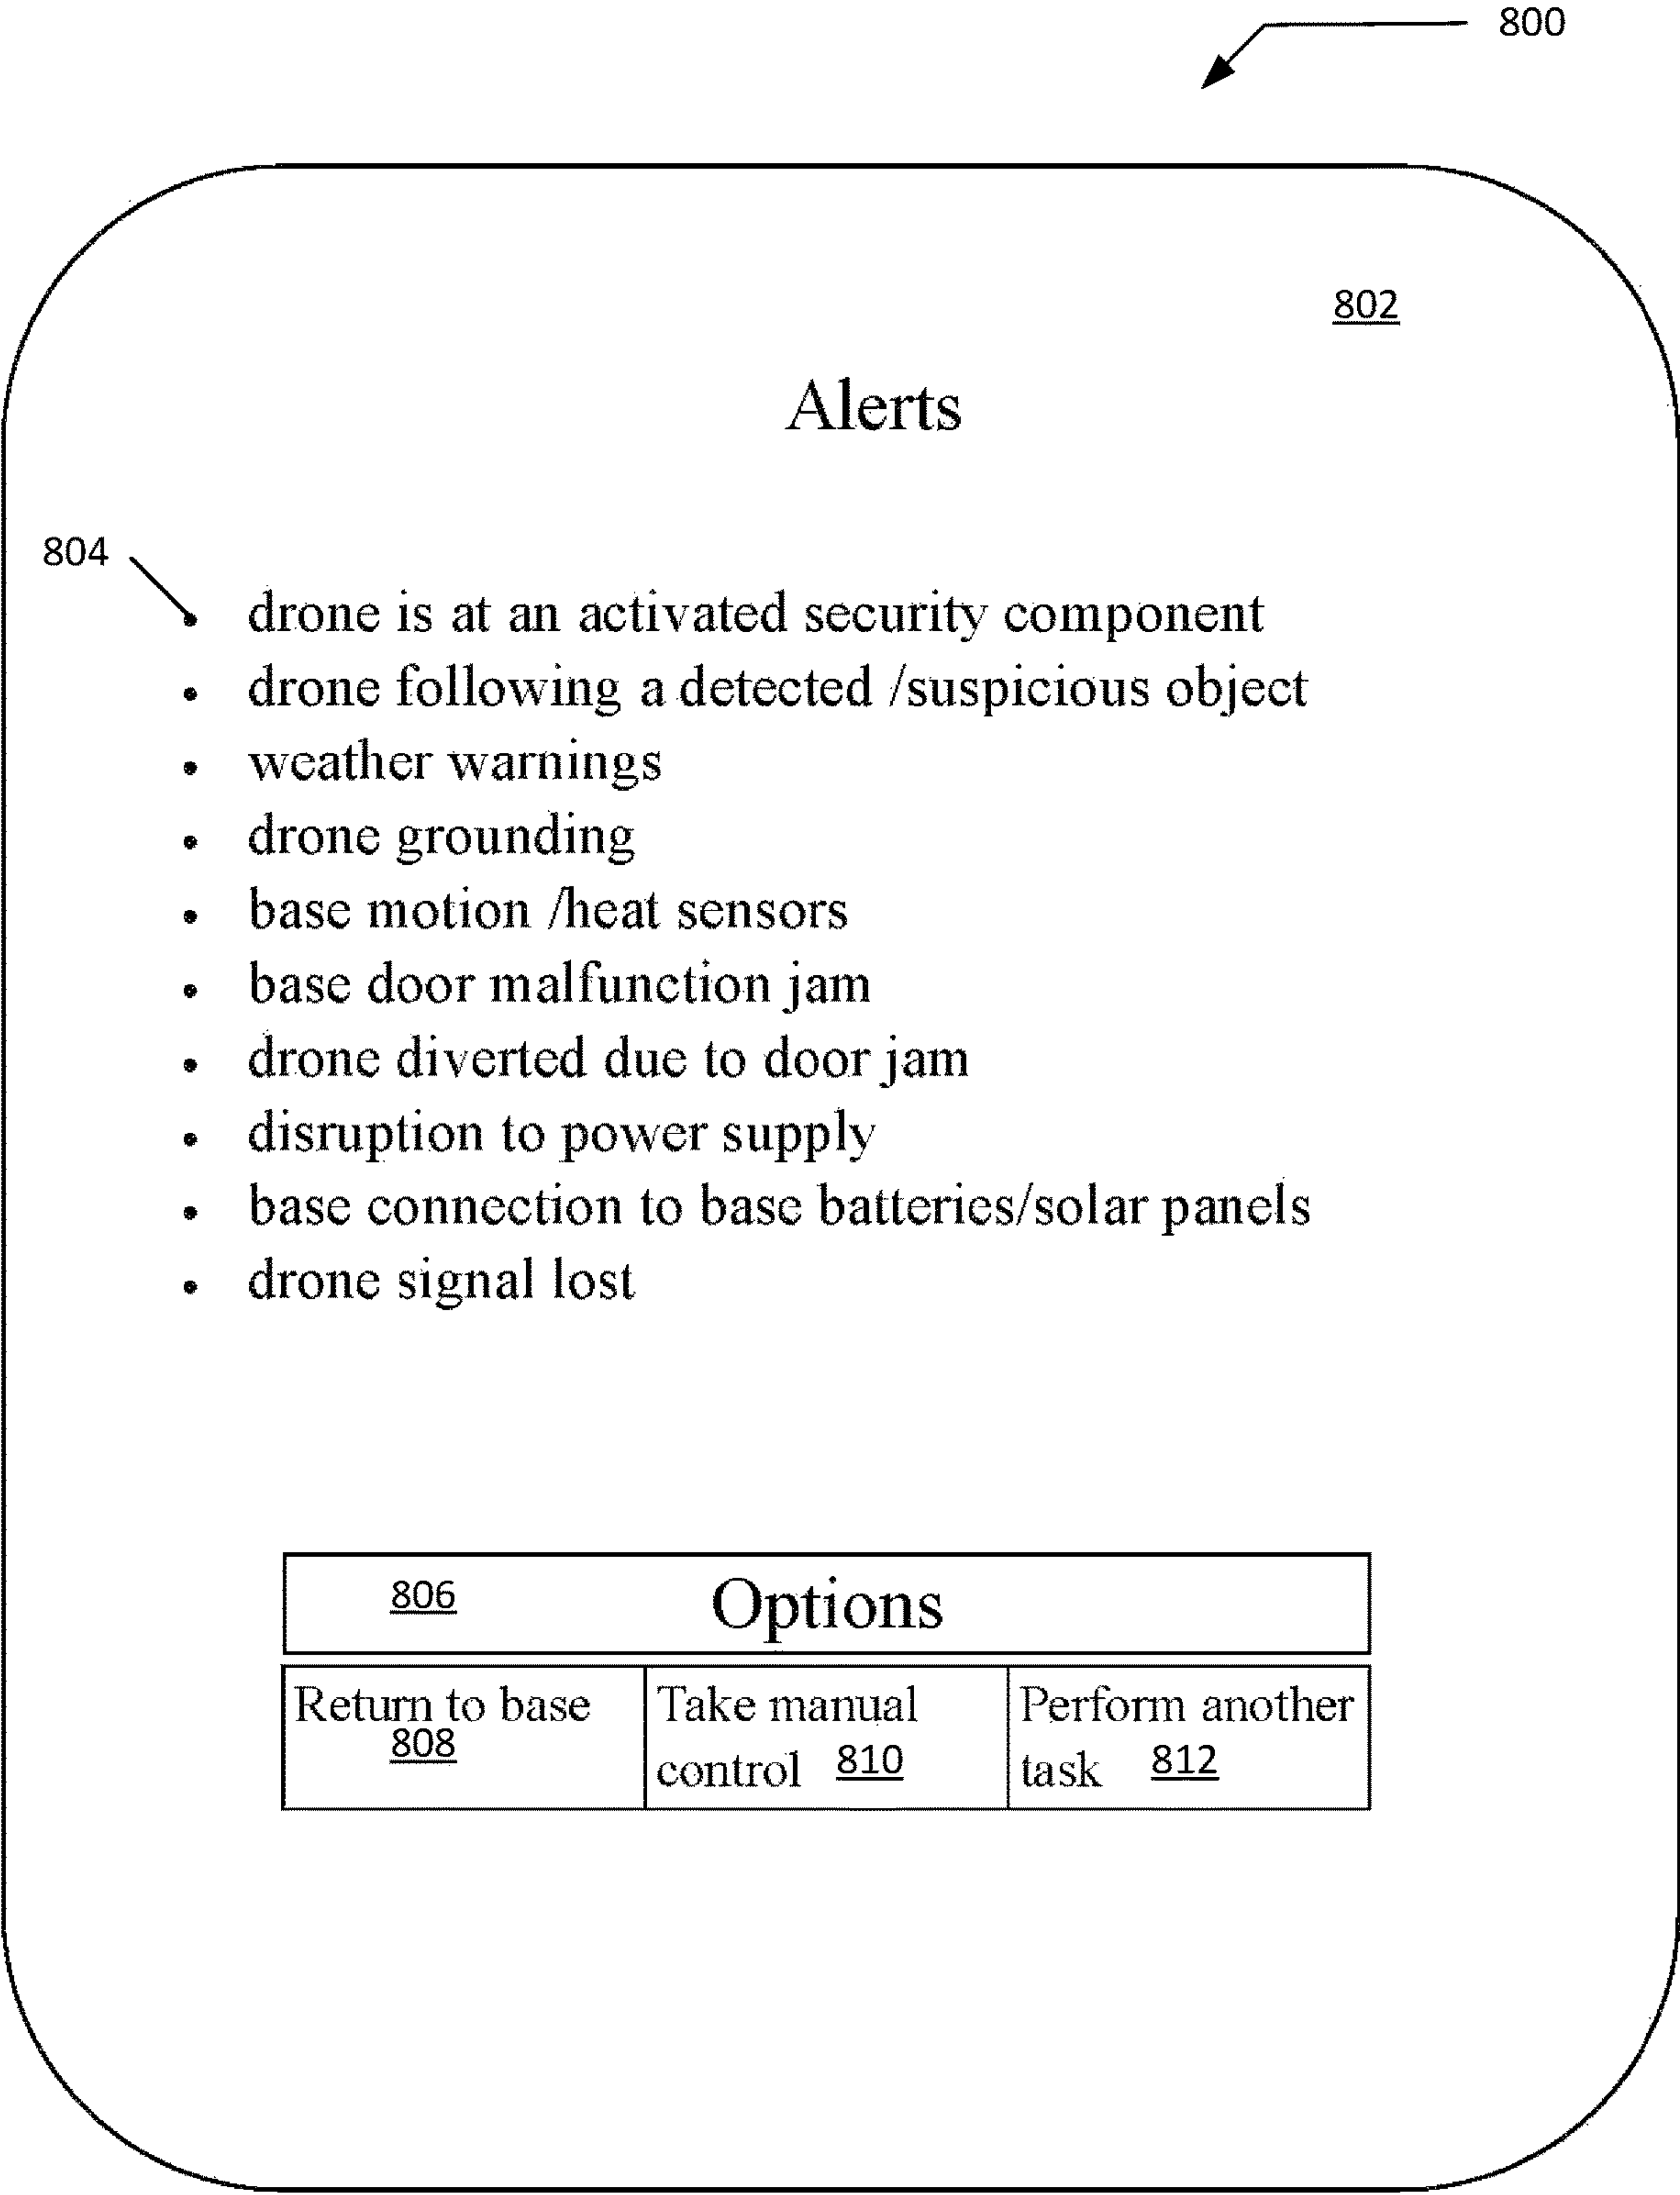 800
802
Alerts
804
• drone is at an activated security component
• drone following a detected /suspicious object
• weather warnings
• drone grounding
• base motion /heat sensors
• base door malfunction jam
• drone diverted due to door jam
• disruption to power supply
• base connection to base batteries/solar panels
• drone signal lost
806 Options
Return to base
808
Take manual
control 810
Perform another
task 812